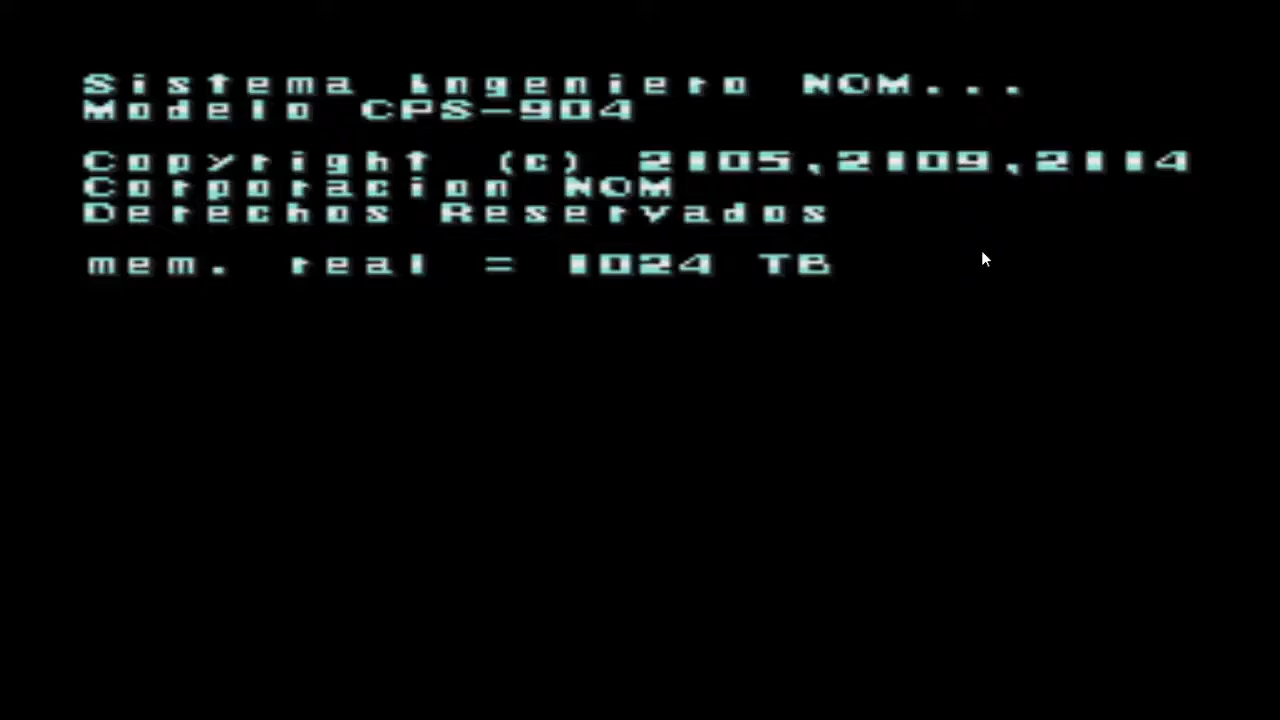 Sistema Ingeniero NOM...
Modelo CPS-904
Copyright (c) 2105,2109,2114
Corporacion NOM
Derechos Reservados
mem. real = 1024 TB